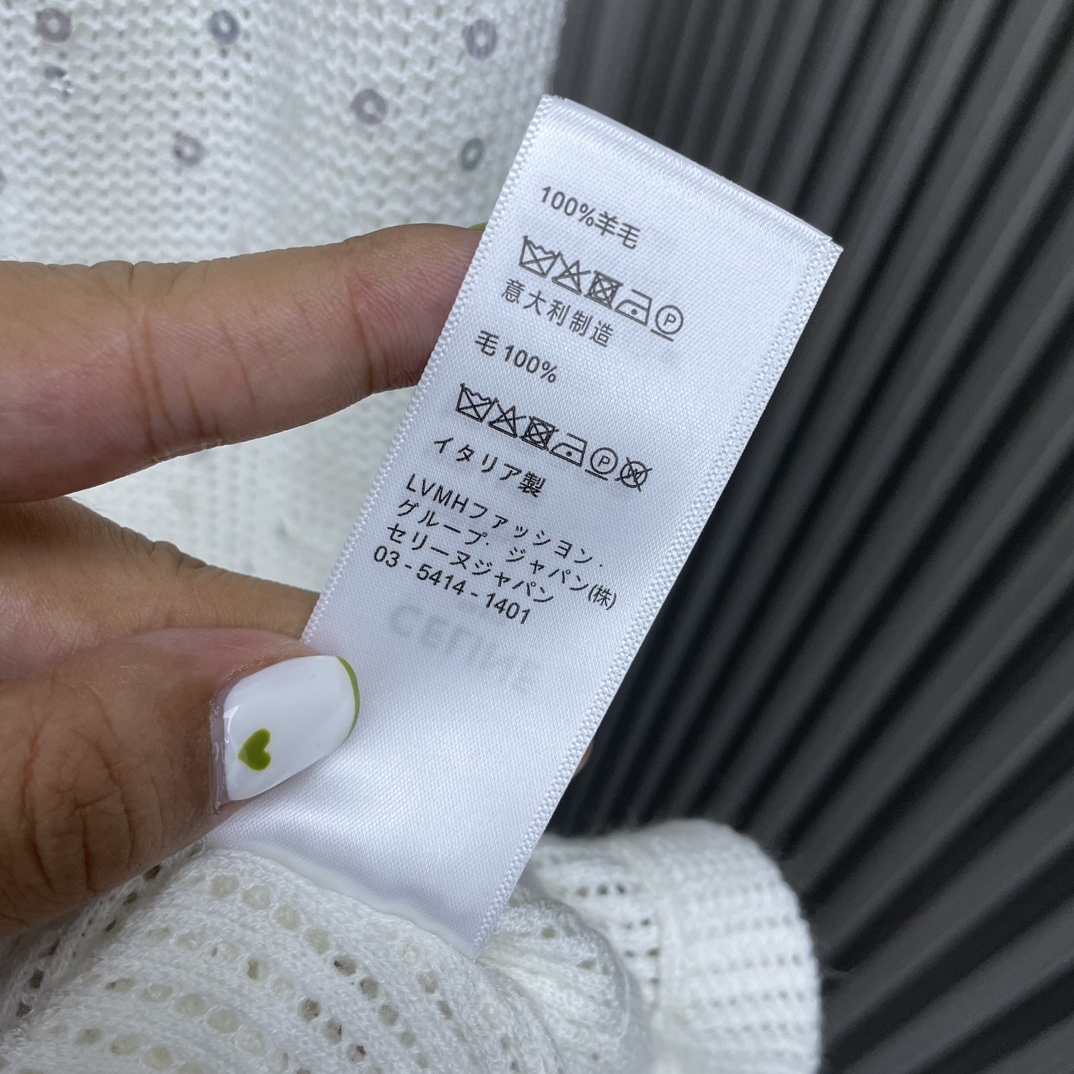 100%羊毛
意大利制造
毛 100%
イタリア製
LVMHファッション・
グループ・ジャパン(株)
セリーヌジャパン
03 - 5414 - 1401
CELINE